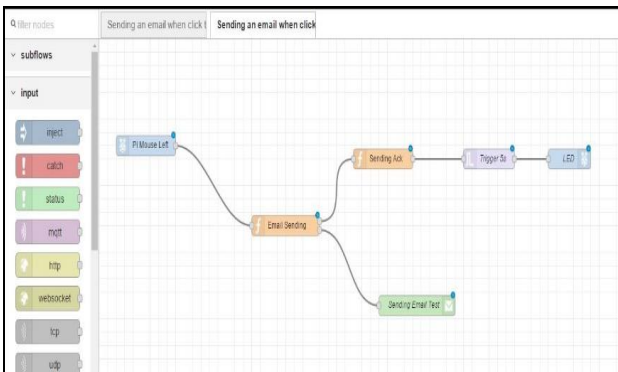 filter nodes
Sending an email when click t
Sending an email when click
subflows
input
inject
catch
status
mqtt
http
websocket
tcp
udp
Pi Mouse Left
Email Sending
Sending Ack
Trigger 5s
LED
Sending Email Test